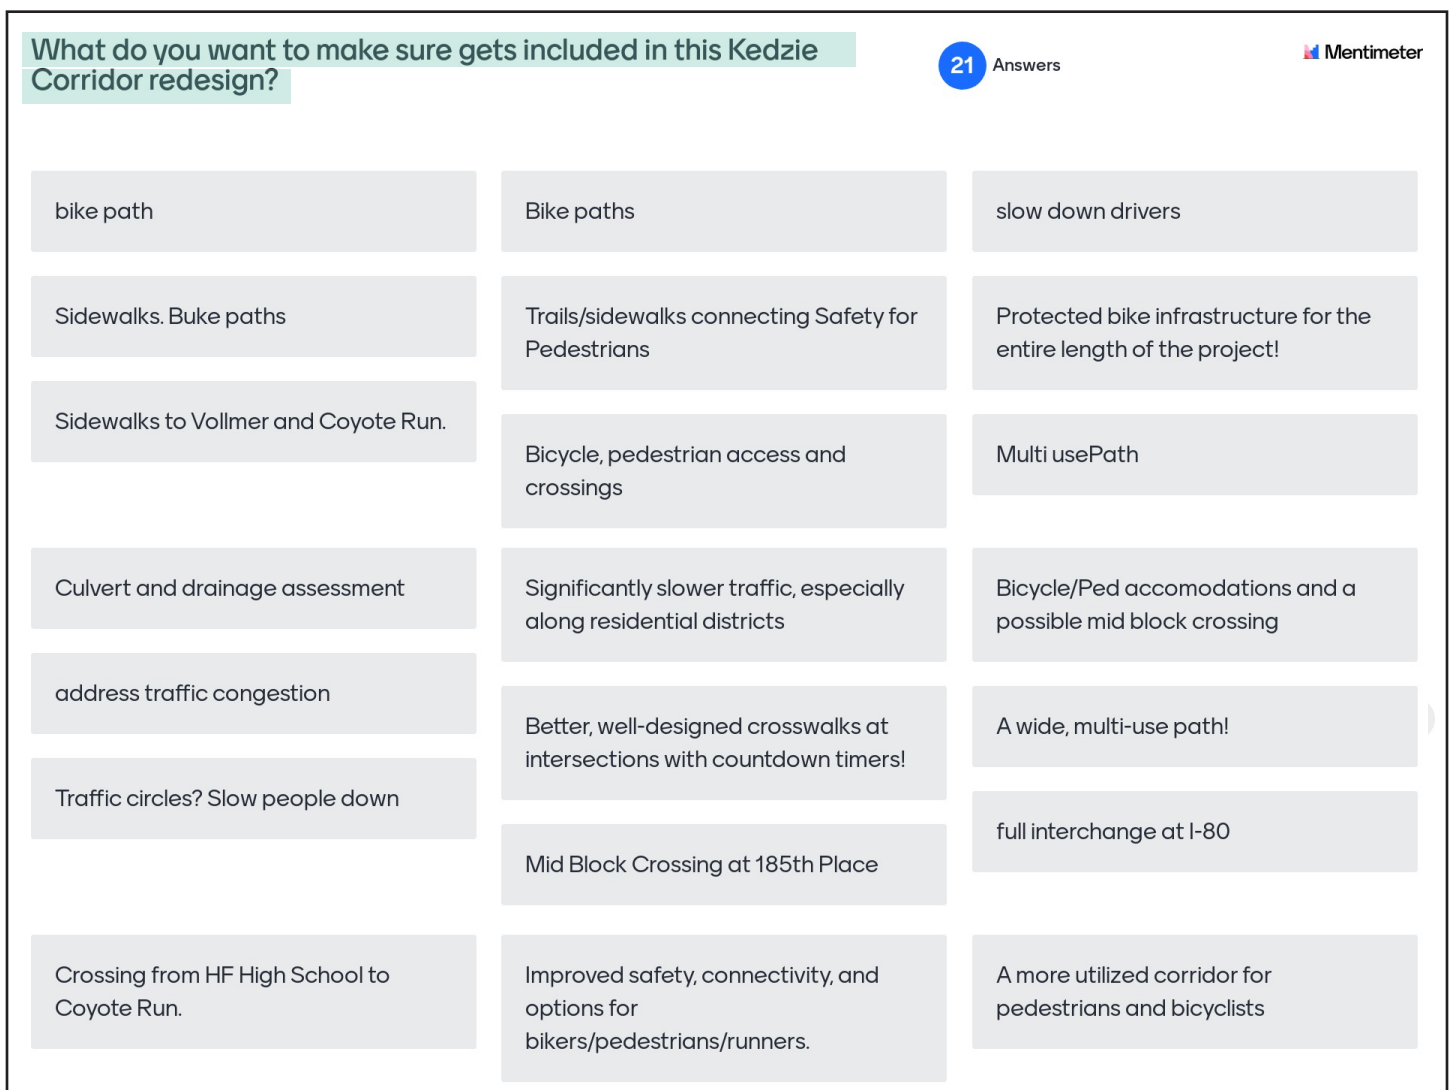 What do you want to make sure gets included in this Kedzie
Corridor redesign?
21 Answers
Mentimeter
bike path
Bike paths
slow down drivers
Sidewalks. Buke paths
Trails/sidewalks connecting Safety for
Pedestrians
Protected bike infrastructure for the
entire length of the project!
Sidewalks to Vollmer and Coyote Run.
Bicycle, pedestrian access and
crossings
Multi usePath
Culvert and drainage assessment
Significantly slower traffic, especially
along residential districts
Bicycle/Ped accomodations and a
possible mid block crossing
address traffic congestion
Better, well-designed crosswalks at
intersections with countdown timers!
A wide, multi-use path!
Traffic circles? Slow people down
Mid Block Crossing at 185th Place
full interchange at I-80
Crossing from HF High School to
Coyote Run.
Improved safety, connectivity, and
options for
bikers/pedestrians/runners.
A more utilized corridor for
pedestrians and bicyclists